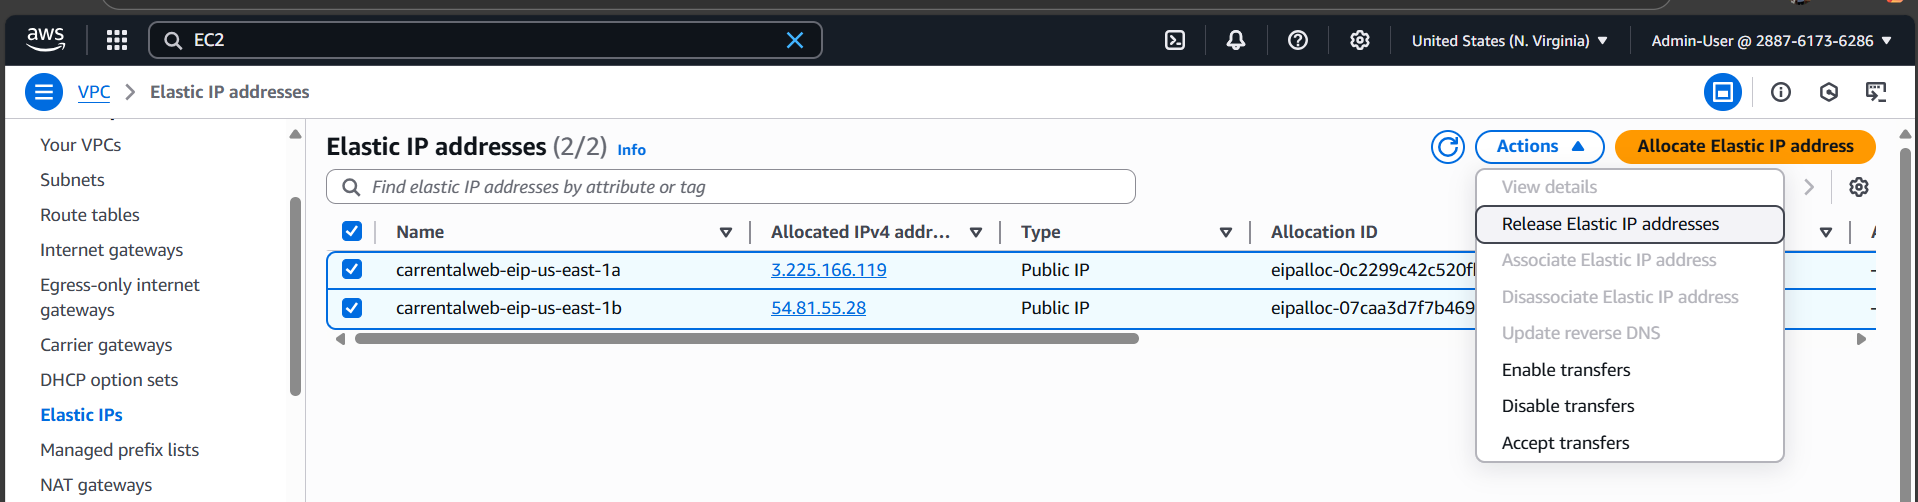 aws
EC2
United States (N. Virginia)
Admin-User @ 2887-6173-6286
VPC
Elastic IP addresses
Your VPCs
Subnets
Route tables
Internet gateways
Egress-only internet
gateways
Carrier gateways
DHCP option sets
Elastic IPs
Managed prefix lists
NAT gateways
Elastic IP addresses (2/2) Info
Actions
Allocate Elastic IP address
Find elastic IP addresses by attribute or tag
Name Allocated IPv4 addr... Type Allocation ID
carrentalweb-eip-us-east-1a 3.225.166.119 Public IP eipalloc-0c2299c42c520f
carrentalweb-eip-us-east-1b 54.81.55.28 Public IP eipalloc-07caa3d7f7b469
View details
Release Elastic IP addresses
Associate Elastic IP address
Disassociate Elastic IP address
Update reverse DNS
Enable transfers
Disable transfers
Accept transfers